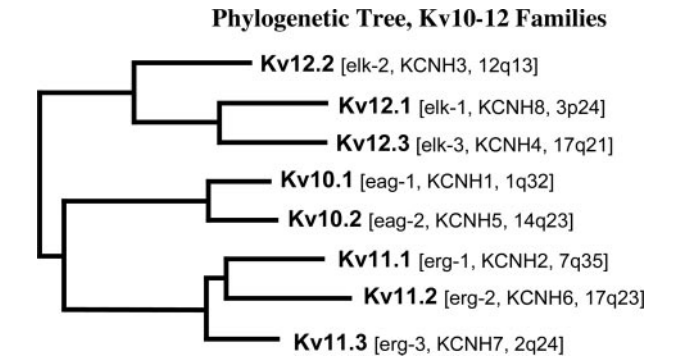 Phylogenetic Tree, Kv10-12 Families
Kv12.2 [elk-2, KCNH3, 12q13]
Kv12.1 [elk-1, KCNH8, 3p24]
Kv12.3 [elk-3, KCNH4, 17q21]
Kv10.1 [eag-1, KCNH1, 1q32]
Kv10.2 [eag-2, KCNH5, 14q23]
Kv11.1 [erg-1, KCNH2, 7q35]
Kv11.2 [erg-2, KCNH6, 17q23]
Kv11.3 [erg-3, KCNH7, 2q24]